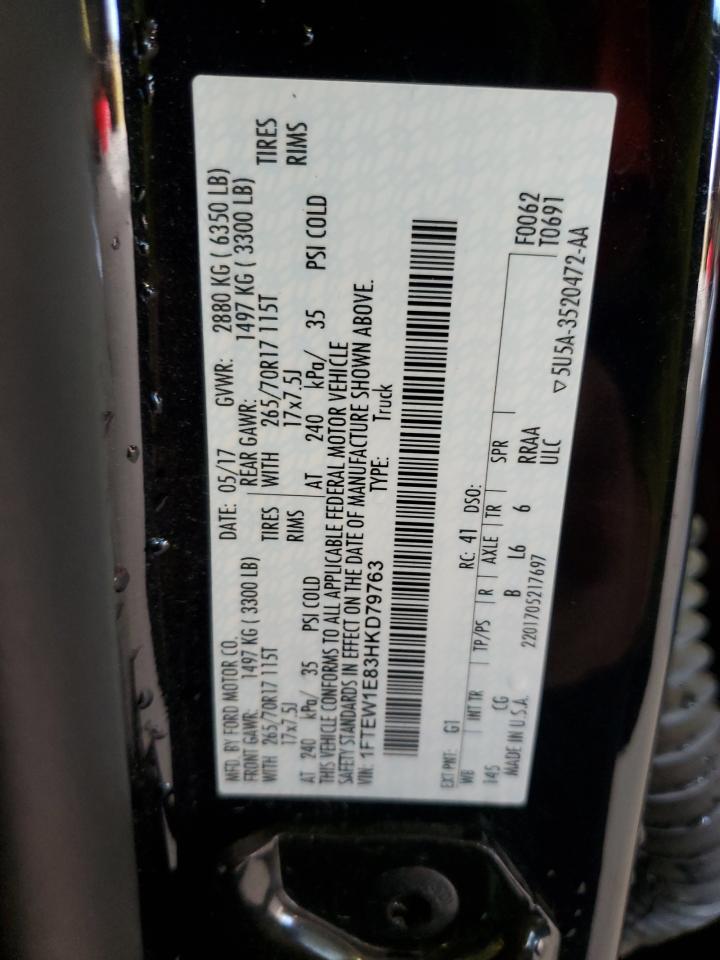 MFD. BY FORD MOTOR CO. DATE: 05/17 GVWR: 2880 KG ( 6350 LB)
FRONT GAWR: 1497 KG ( 3300 LB) REAR GAWR: 1497 KG ( 3300 LB)
WITH 265/70R17 115T TIRES WITH 265/70R17 115T TIRES
17x7.5J RIMS 17x7.5J RIMS
AT 240 kPa/ 35 PSI COLD AT 240 kPa/ 35 PSI COLD
THIS VEHICLE CONFORMS TO ALL APPLICABLE FEDERAL MOTOR VEHICLE
SAFETY STANDARDS IN EFFECT ON THE DATE OF MANUFACTURE SHOWN ABOVE.
VIN: 1FTEW1E83HKD79763 TYPE: Truck
EXT PNT: G1 RC: 41 DSO:
WB INT TR TP/PS R AXLE TR SPR F0062
145 CG B L6 6 RRAA T0691
MADE IN U.S.A. 2201705217697 ULC ▽5U5A-3520472-AA